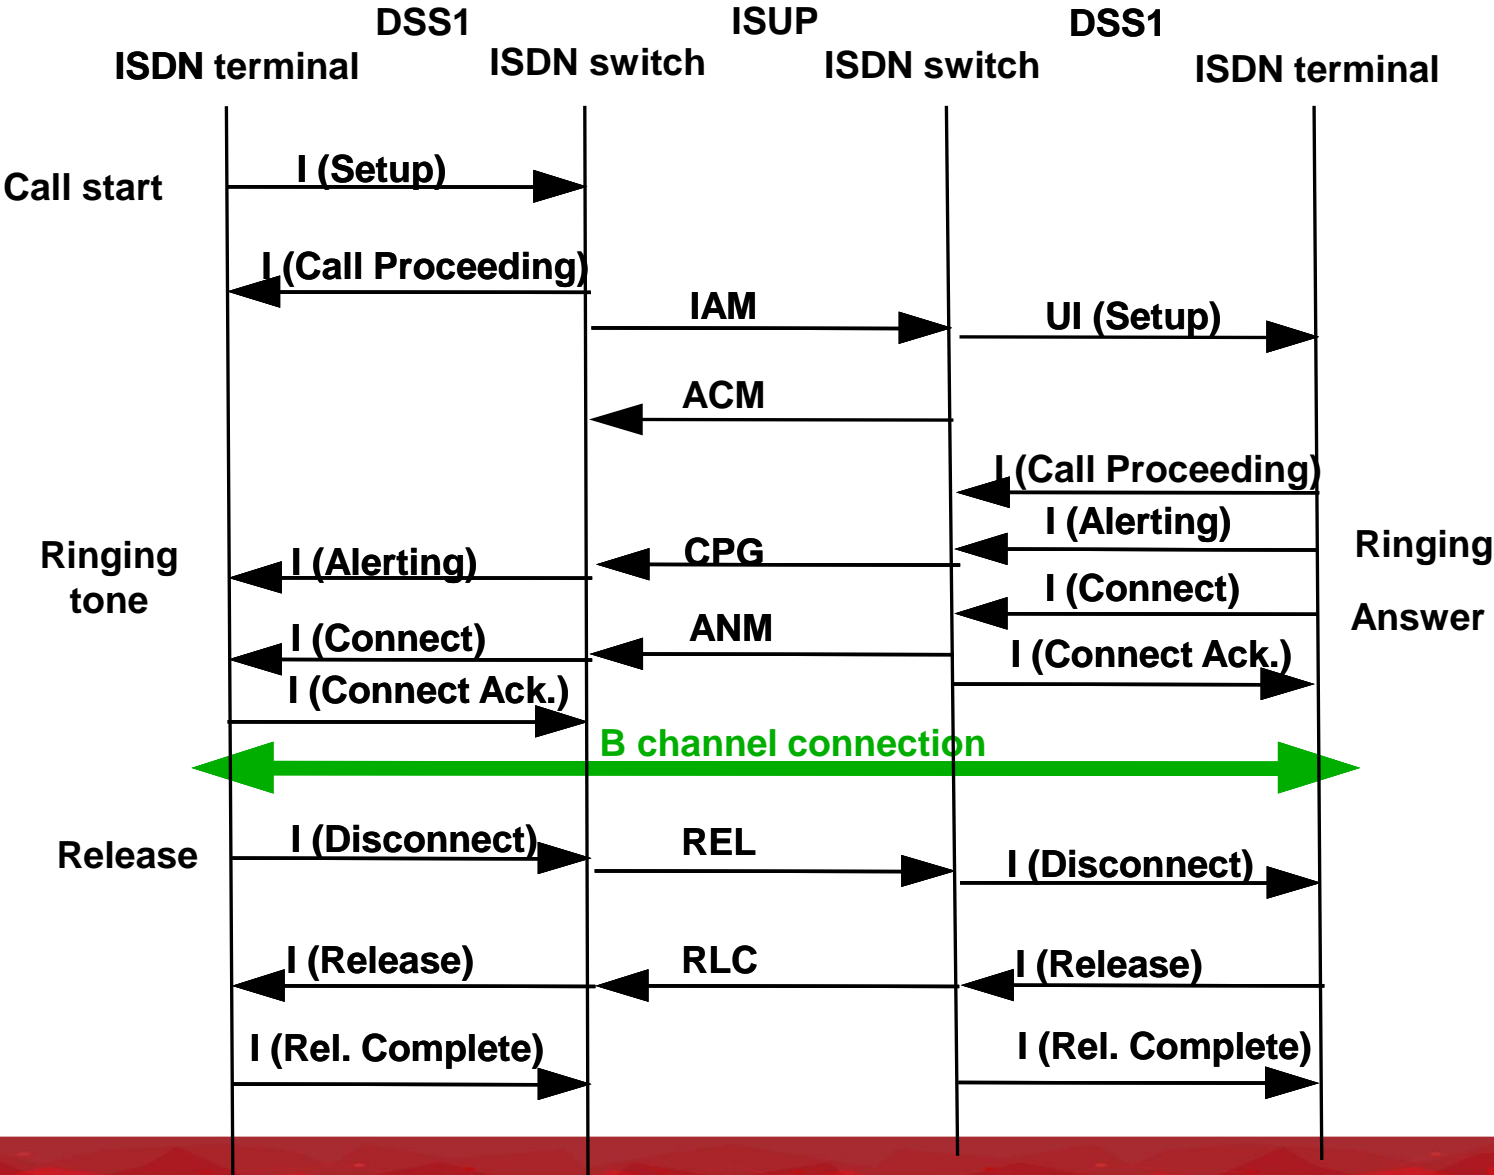 DSS1 ISUP DSS1
ISDN terminal ISDN switch ISDN switch ISDN terminal
Call start
I (Setup)
I (Call Proceeding)
IAM
UI (Setup)
ACM
I (Call Proceeding)
I (Alerting)
Ringing
Ringing
tone
I (Alerting)
CPG
I (Connect)
Answer
I (Connect)
ANM
I (Connect Ack.)
I (Connect Ack.)
B channel connection
Release
I (Disconnect)
REL
I (Disconnect)
I (Release)
RLC
I (Release)
I (Rel. Complete)
I (Rel. Complete)